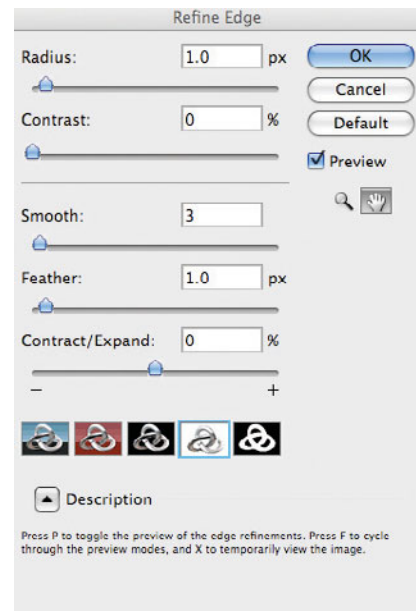 Refine Edge
Radius: 1.0 px
OK
Cancel
Contrast: 0 %
Default
Preview
Smooth: 3
Feather: 1.0 px
Contract/Expand: 0 %
– +
Description
Press P to toggle the preview of the edge refinements. Press F to cycle
through the preview modes, and X to temporarily view the image.